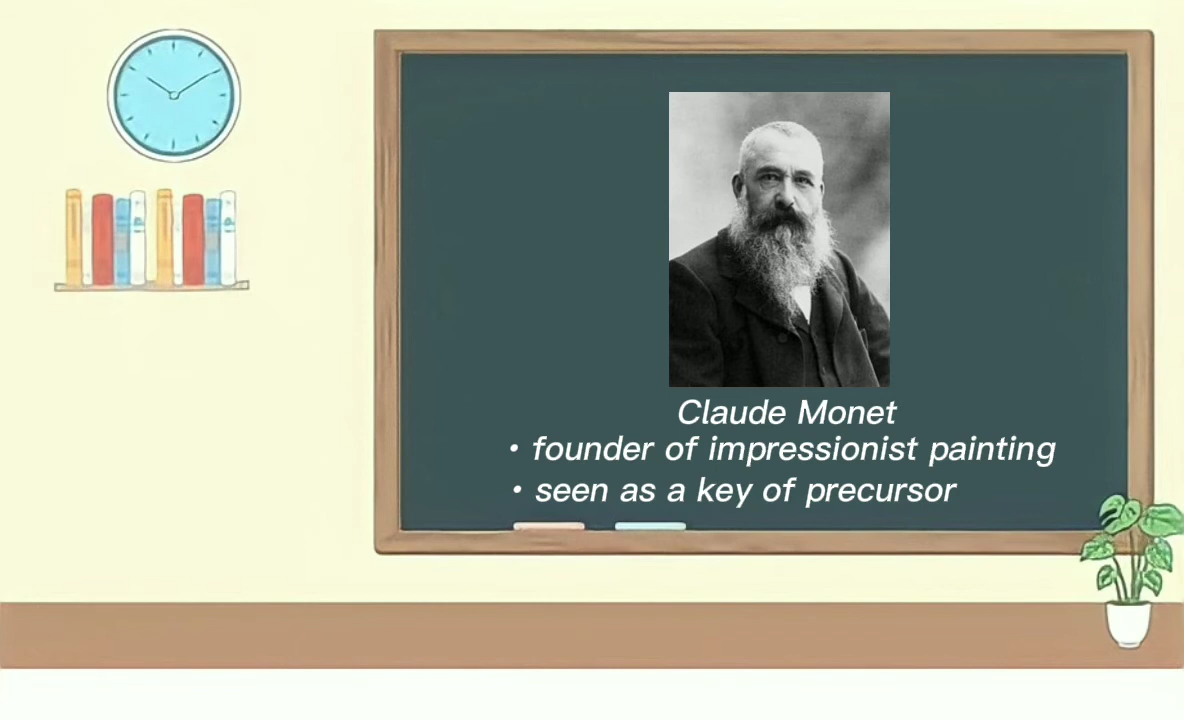 Claude Monet
• founder of impressionist painting
• seen as a key of precursor